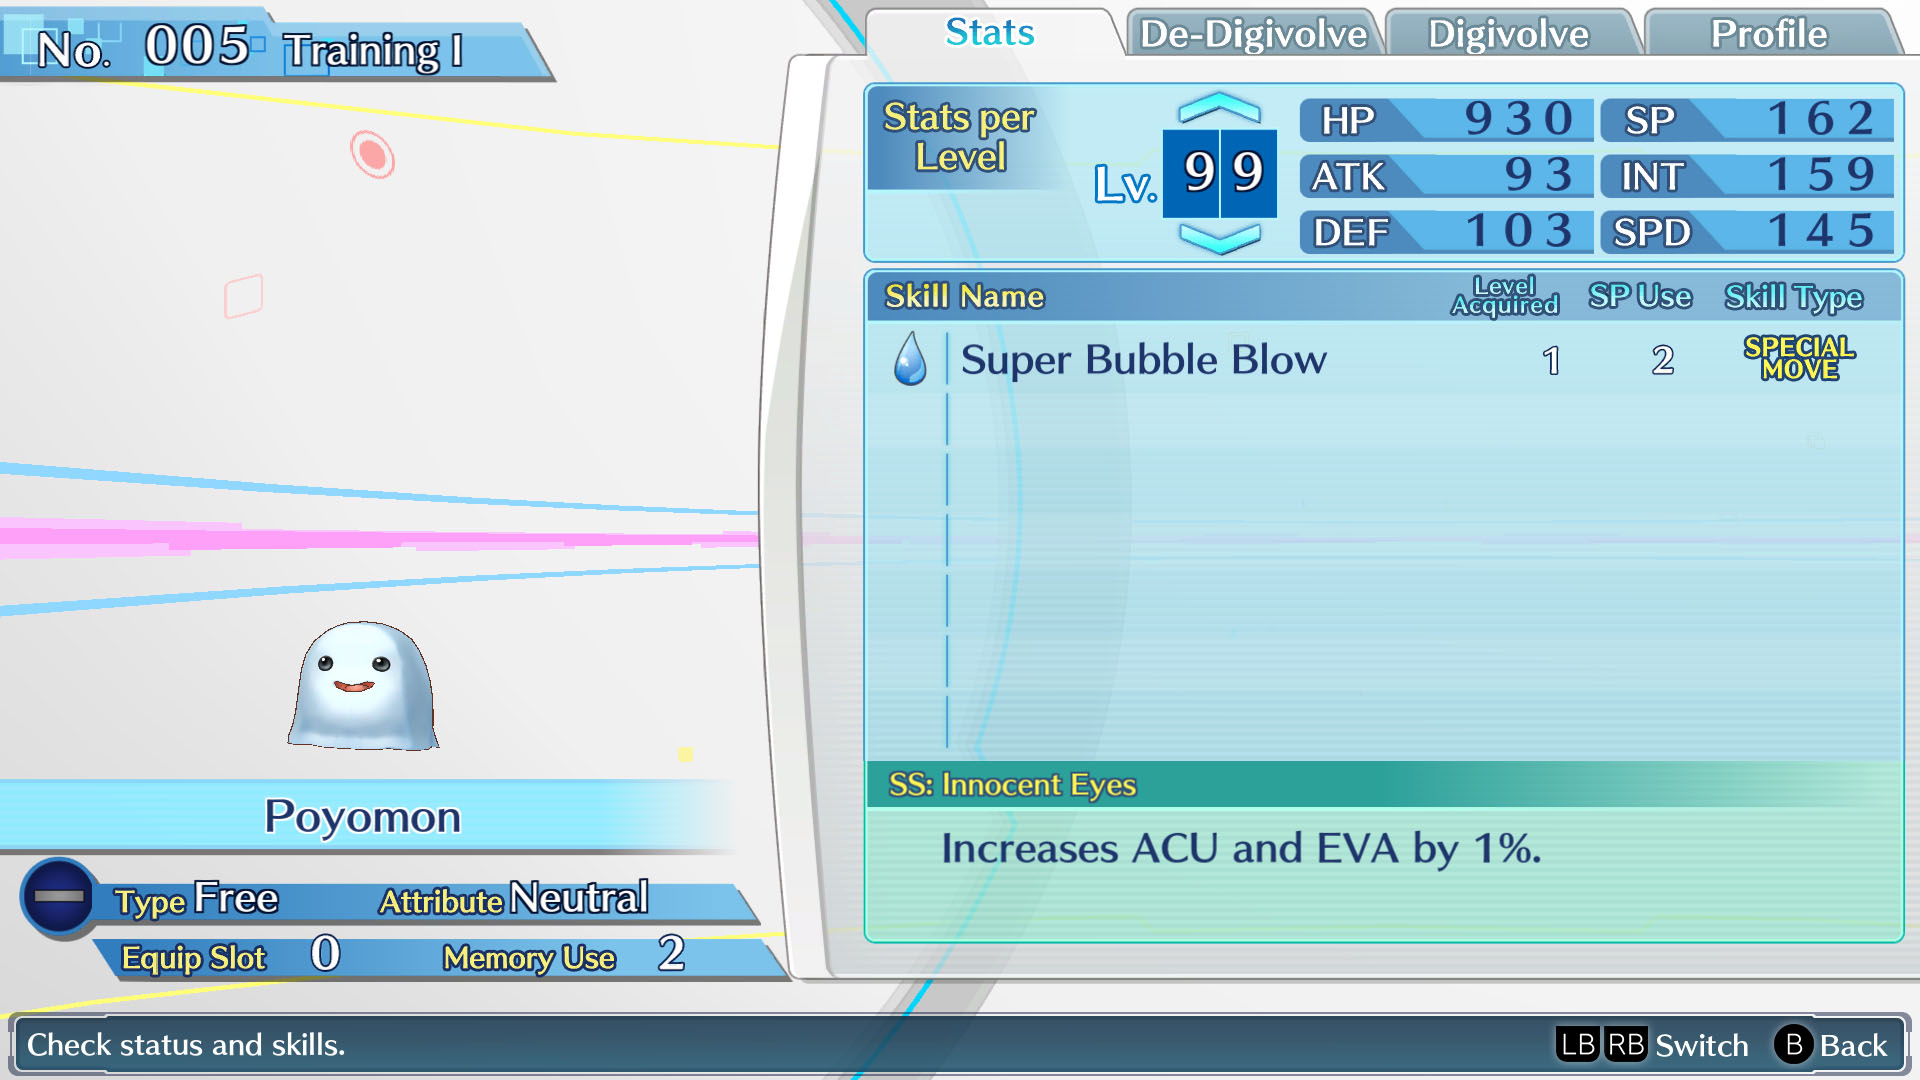 No. 005 Training I
Stats
De-Digivolve
Digivolve
Profile
Stats per
Level
Lv. 99
HP 930
SP 162
ATK 93
INT 159
DEF 103
SPD 145
Skill Name
Level
Acquired
SP Use
Skill Type
Super Bubble Blow 1 2 SPECIAL
MOVE
SS: Innocent Eyes
Increases ACU and EVA by 1%.
Poyomon
Type Free Attribute Neutral
Equip Slot 0 Memory Use 2
Check status and skills.
LB RB Switch B Back